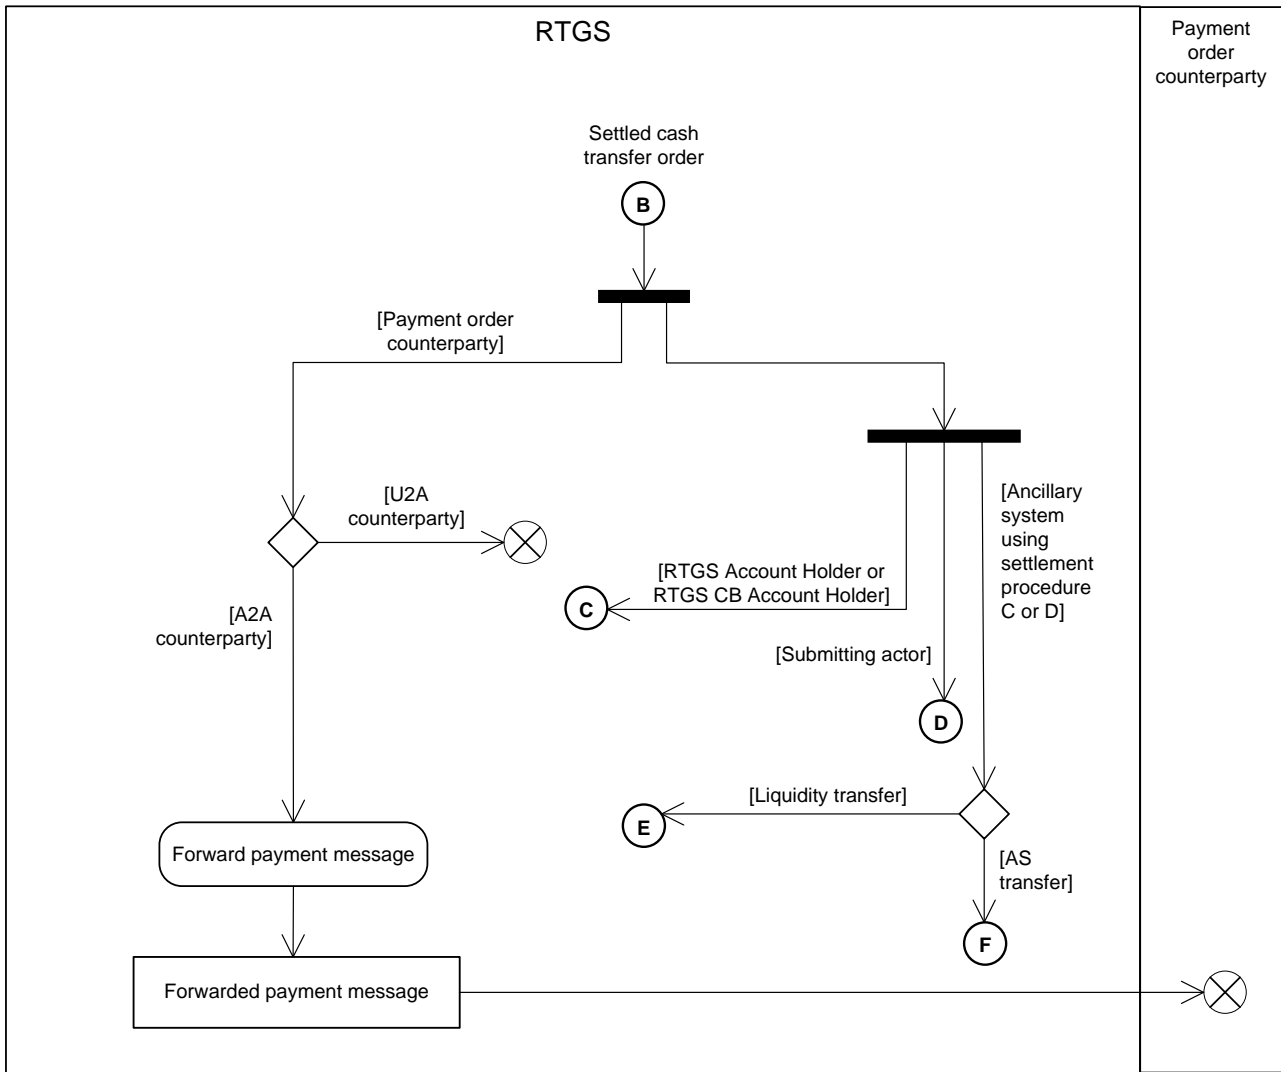 RTGS
Payment
order
counterparty
Settled cash
transfer order
B
[Payment order
counterparty]
[U2A
counterparty]
[Ancillary
system
using
settlement
procedure
C or D]
[RTGS Account Holder or
RTGS CB Account Holder]
C
[A2A
counterparty]
[Submitting actor]
D
[Liquidity transfer]
E
[AS
transfer]
F
Forward payment message
Forwarded payment message